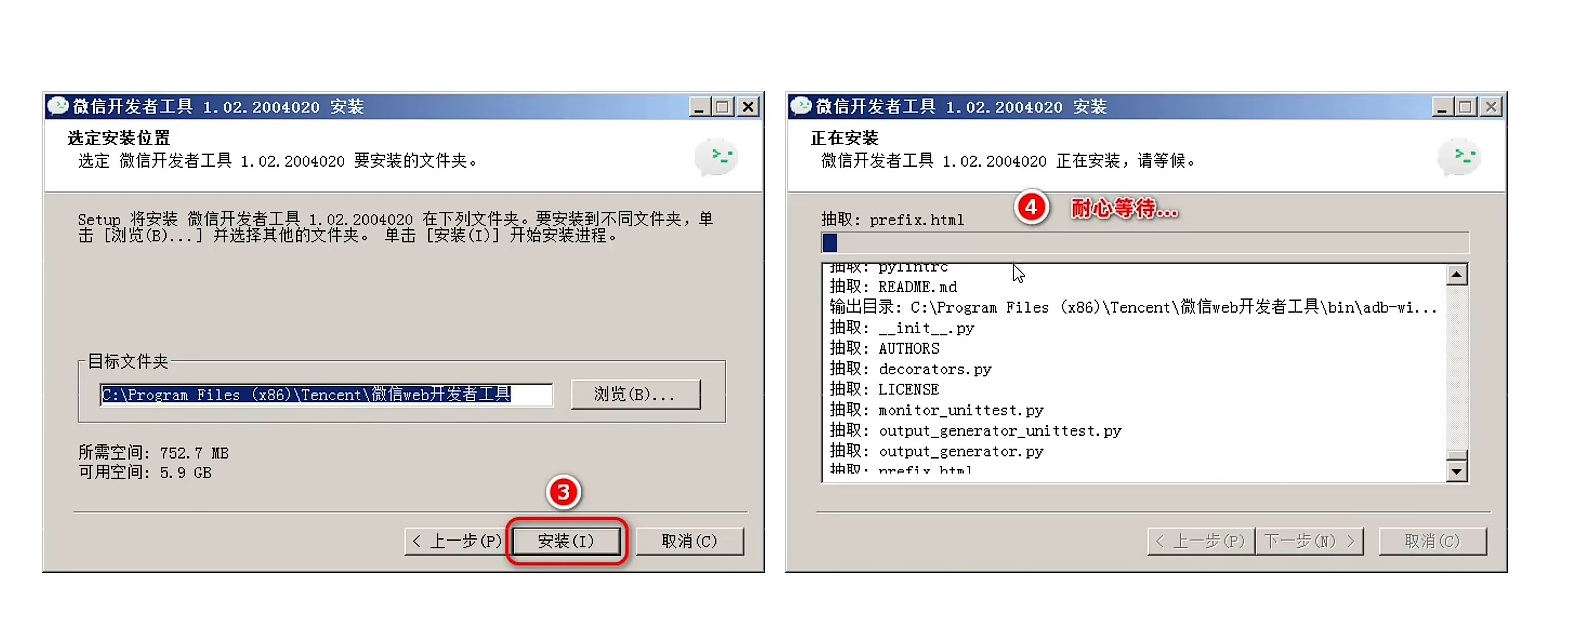 微信开发者工具 1.02.2004020 安装
选定安装位置
选定 微信开发者工具 1.02.2004020 要安装的文件夹。
Setup 将安装 微信开发者工具 1.02.2004020 在下列文件夹。要安装到不同文件夹，单
击 [浏览(B)...] 并选择其他的文件夹。 单击 [安装(I)] 开始安装进程。
目标文件夹
C:\Program Files (x86)\Tencent\微信web开发者工具
浏览(B)...
所需空间: 752.7 MB
可用空间: 5.9 GB
3
< 上一步(P)
安装(I)
取消(C)
微信开发者工具 1.02.2004020 安装
正在安装
微信开发者工具 1.02.2004020 正在安装，请等候。
4 耐心等待...
抽取: prefix.html
抽取: pylintrc
抽取: README.md
输出目录: C:\Program Files (x86)\Tencent\微信web开发者工具\bin\adb-wi...
抽取: __init__.py
抽取: AUTHORS
抽取: decorators.py
抽取: LICENSE
抽取: monitor_unittest.py
抽取: output_generator_unittest.py
抽取: output_generator.py
抽取: prefix.html
< 上一步(P)
下一步(N) >
取消(C)